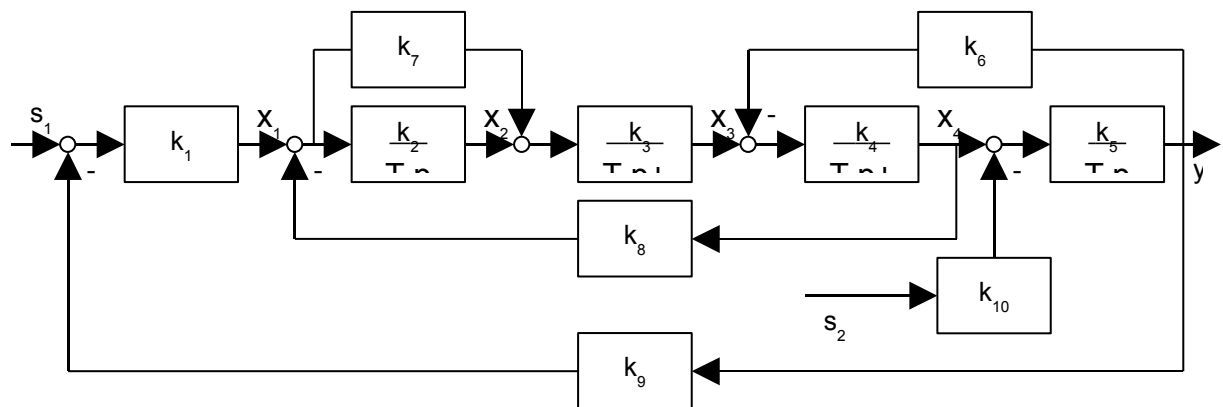 k₇
k₆
s₁
k₁
x₁
k₂
x₂
k₃
x₃
-
k₄
x₄
k₅
-
-
-
y
k₈
k₁₀
s₂
k₉